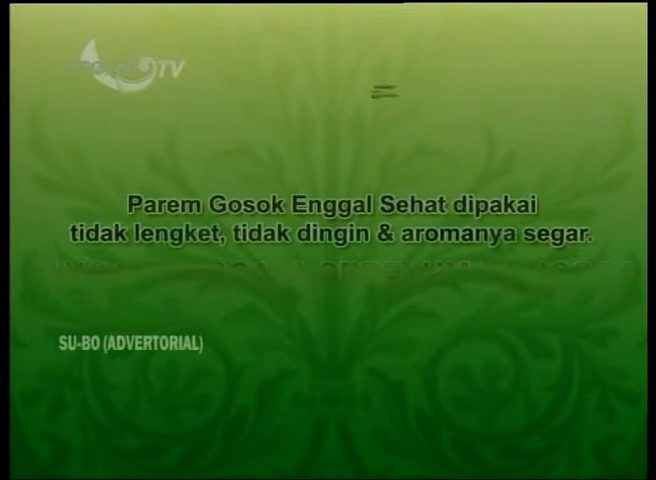 TV
Parem Gosok Enggal Sehat dipakai
tidak lengket, tidak dingin & aromanya segar.
SU-BO (ADVERTORIAL)